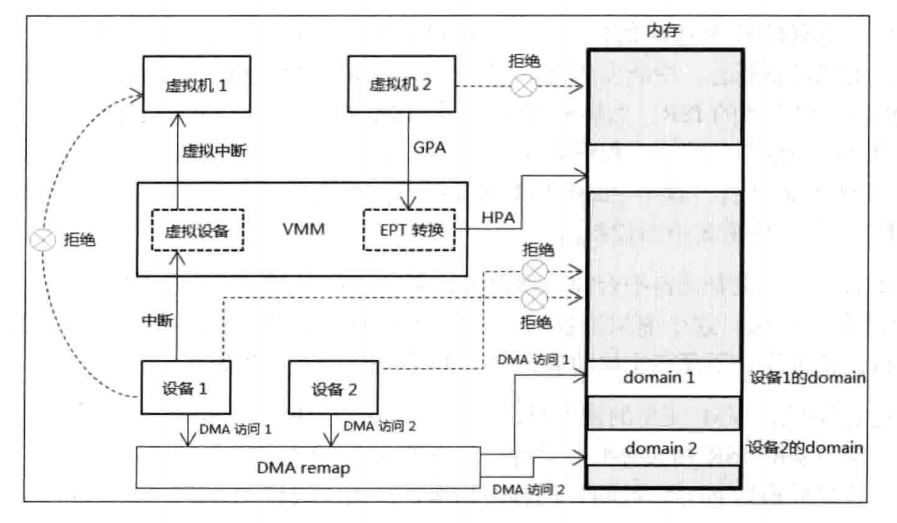 内存
拒绝
虚拟机 1
虚拟机 2
虚拟中断
GPA
虚拟设备
VMM
EPT 转换
HPA
拒绝
拒绝
拒绝
中断
DMA 访问 1
设备 1
设备 2
domain 1
设备1的domain
DMA 访问 1
DMA 访问 2
domain 2
设备2的domain
DMA remap
DMA 访问 2